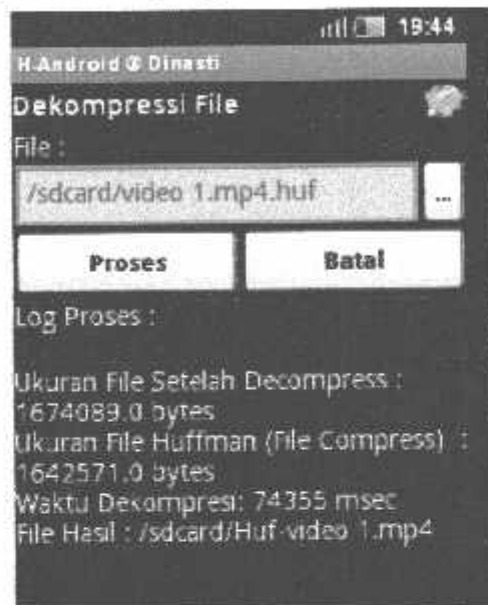 19:44
H-Android @ Dinasti
Dekompressi File
File :
/sdcard/video 1.mp4.huf
...
Proses
Batal
Log Proses :
Ukuran File Setelah Decompress :
1674089.0 bytes
Ukuran File Huffman (File Compress) :
1642571.0 bytes
Waktu Dekompresi: 74355 msec
File Hasil : /sdcard/Huf-video 1.mp4